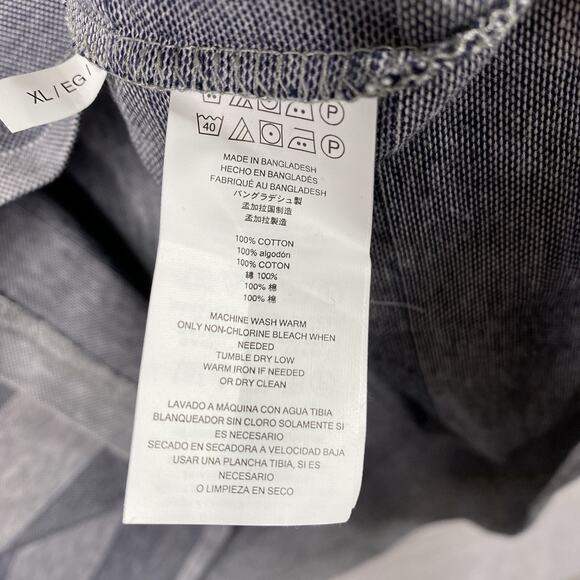 XL / EG /
P
40
P
MADE IN BANGLADESH
HECHO EN BANGLADÉS
FABRIQUÉ AU BANGLADESH
バングラデシュ製
孟加拉国制造
孟加拉製造
100% COTTON
100% algodón
100% COTON
綿 100%
100% 棉
100% 棉
MACHINE WASH WARM
ONLY NON-CHLORINE BLEACH WHEN
NEEDED
TUMBLE DRY LOW
WARM IRON IF NEEDED
OR DRY CLEAN
LAVADO A MÁQUINA CON AGUA TIBIA
BLANQUEADOR SIN CLORO SOLAMENTE SI
ES NECESARIO
SECADO EN SECADORA A VELOCIDAD BAJA
USAR UNA PLANCHA TIBIA, SI ES
NECESARIO
O LIMPIEZA EN SECO